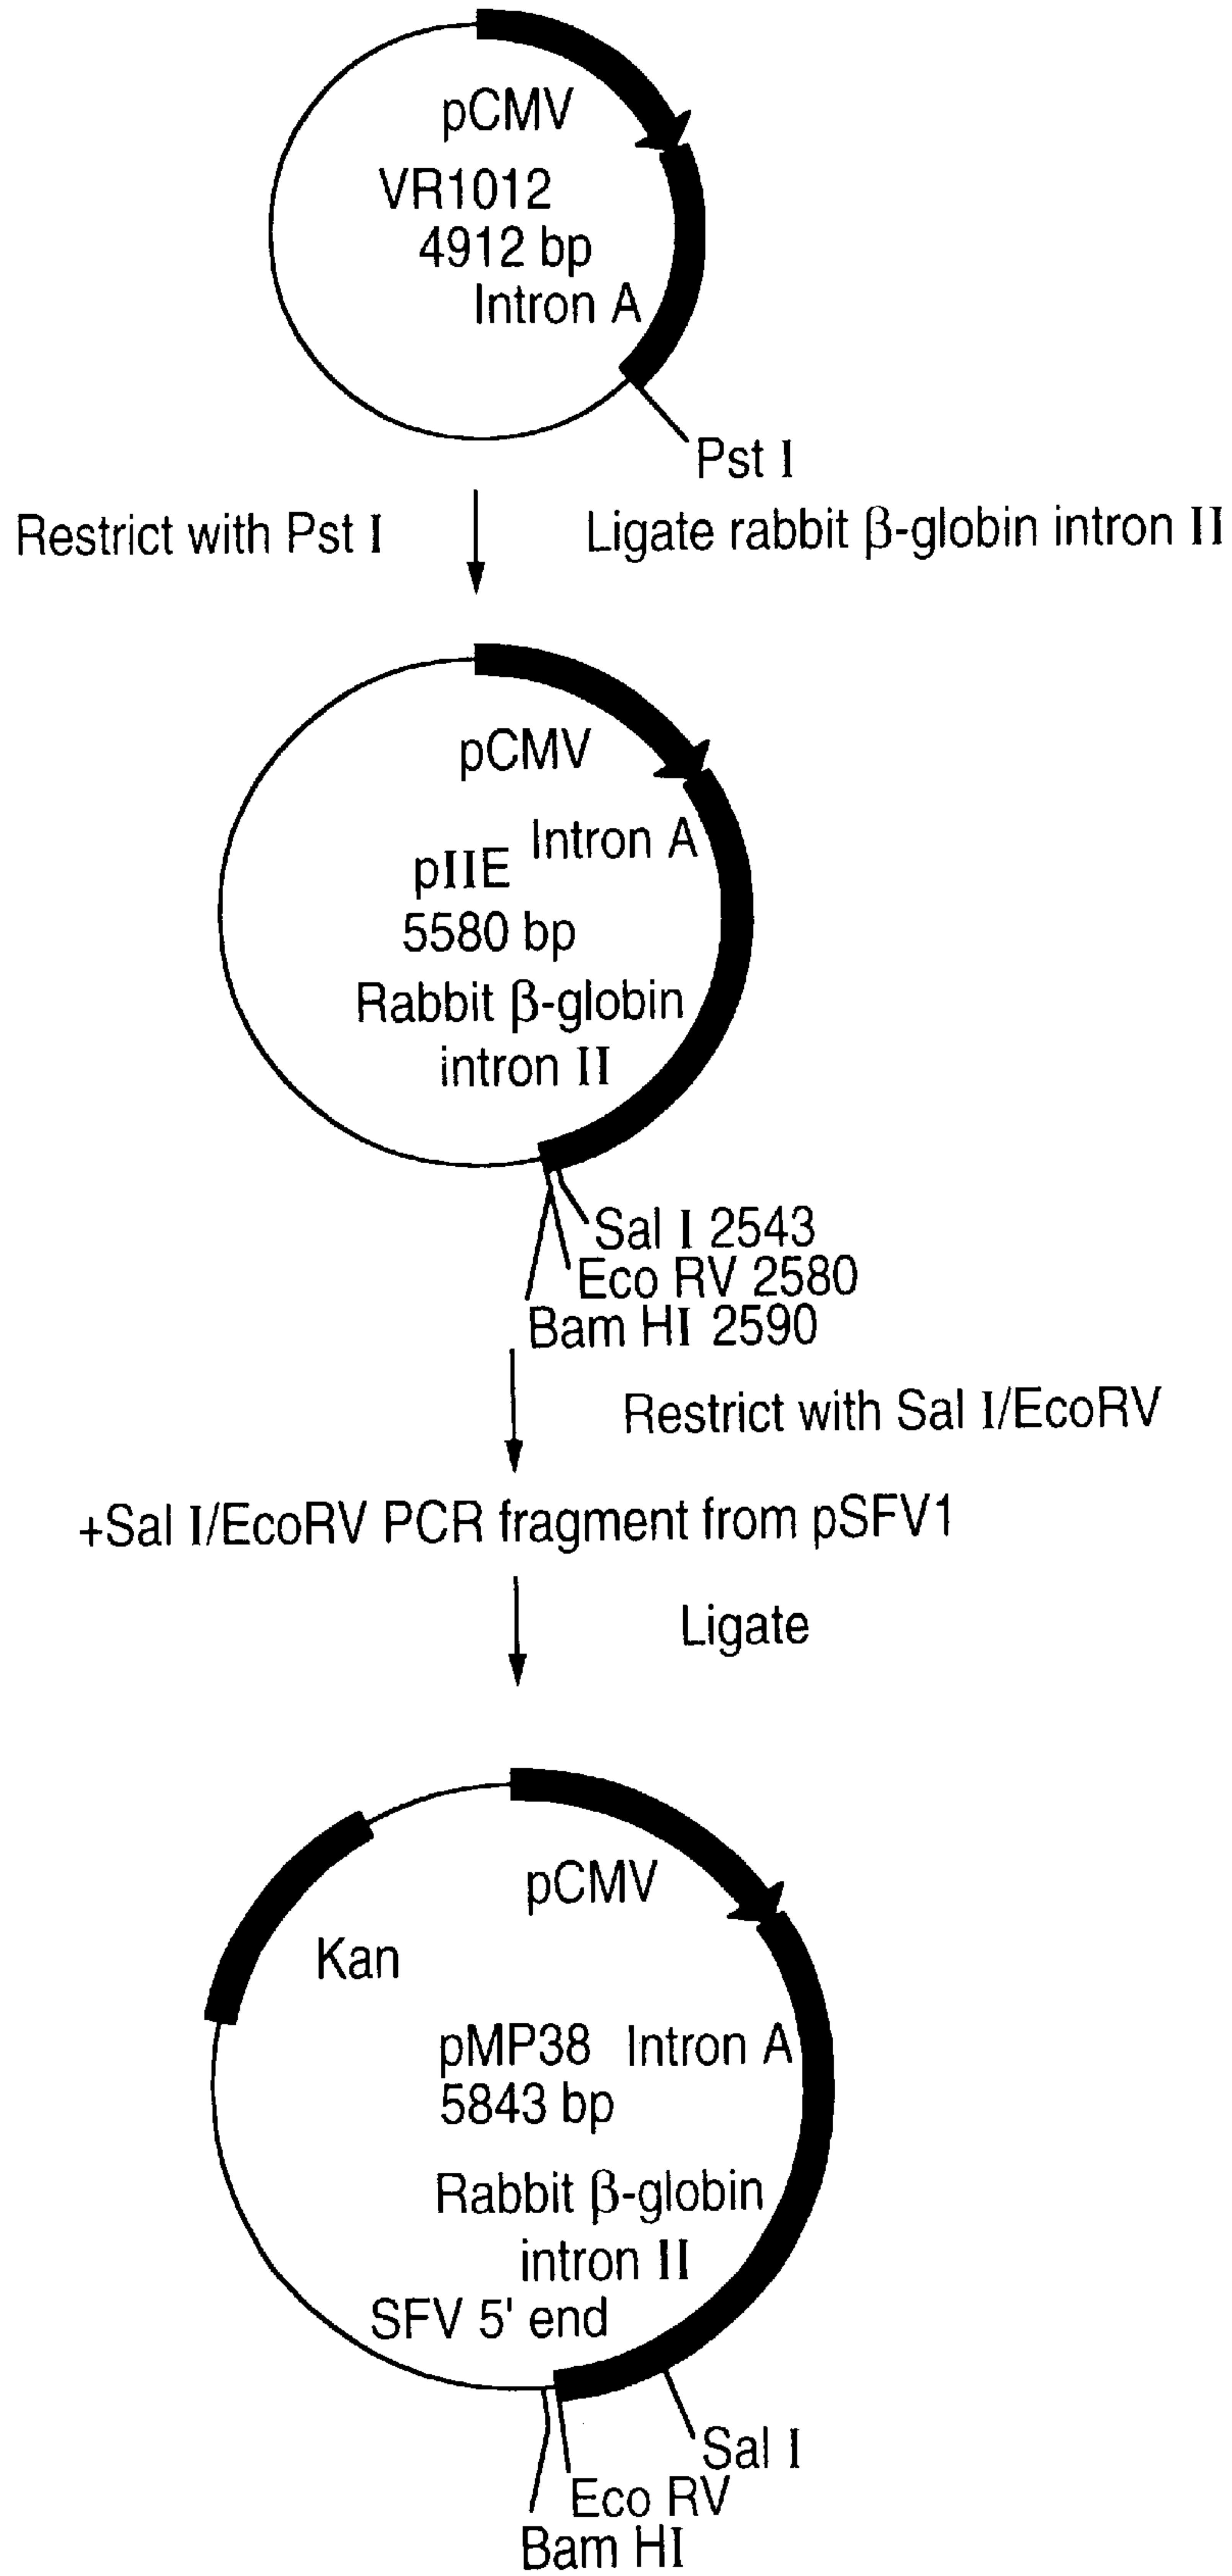 pCMV
VR1012
4912 bp
Intron A
Pst I
Restrict with Pst I
Ligate rabbit β-globin intron II
pCMV
Intron A
pIIE
5580 bp
Rabbit β-globin
intron II
Sal I 2543
Eco RV 2580
Bam HI 2590
Restrict with Sal I/EcoRV
+Sal I/EcoRV PCR fragment from pSFV1
Ligate
pCMV
Kan
pMP38 Intron A
5843 bp
Rabbit β-globin
intron II
SFV 5' end
Sal I
Eco RV
Bam HI